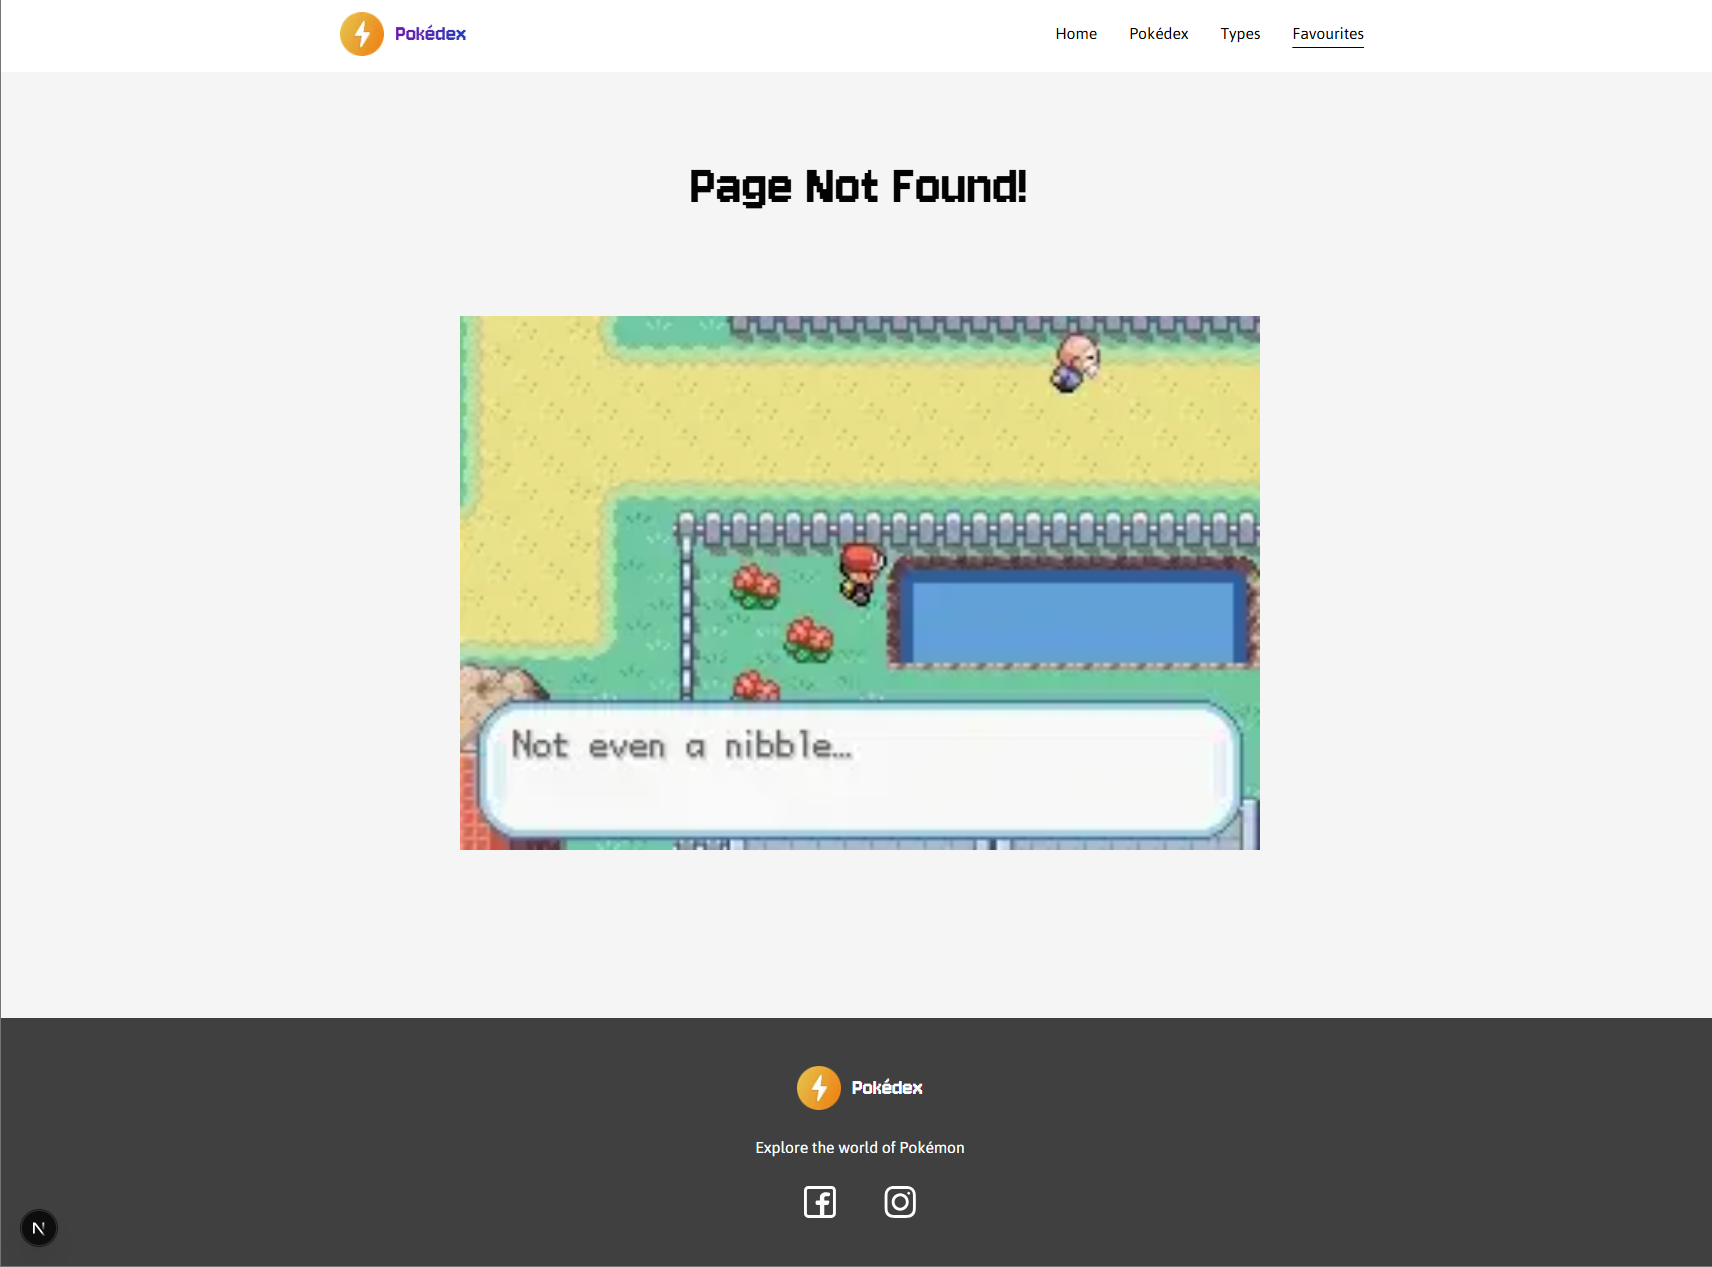 Pokédex
Home
Pokédex
Types
Favourites
Page Not Found!
Not even a nibble...
Pokédex
Explore the world of Pokémon
N